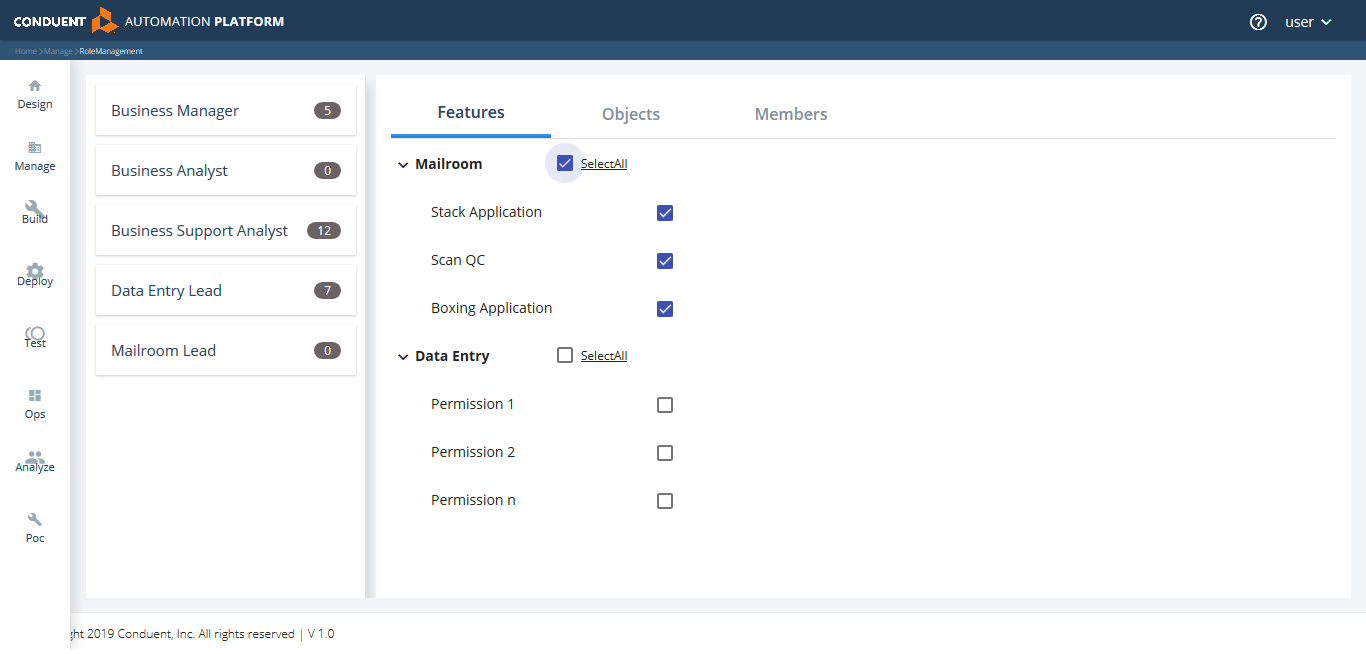 CONDUENT AUTOMATION PLATFORM
user
Home > Manage > RoleManagement
Design
Manage
Build
Deploy
Test
Ops
Analyze
Poc
Business Manager 5
Business Analyst 0
Business Support Analyst 12
Data Entry Lead 7
Mailroom Lead 0
Features Objects Members
Mailroom SelectAll
Stack Application
Scan QC
Boxing Application
Data Entry SelectAll
Permission 1
Permission 2
Permission n
ght 2019 Conduent, Inc. All rights reserved | V 1.0